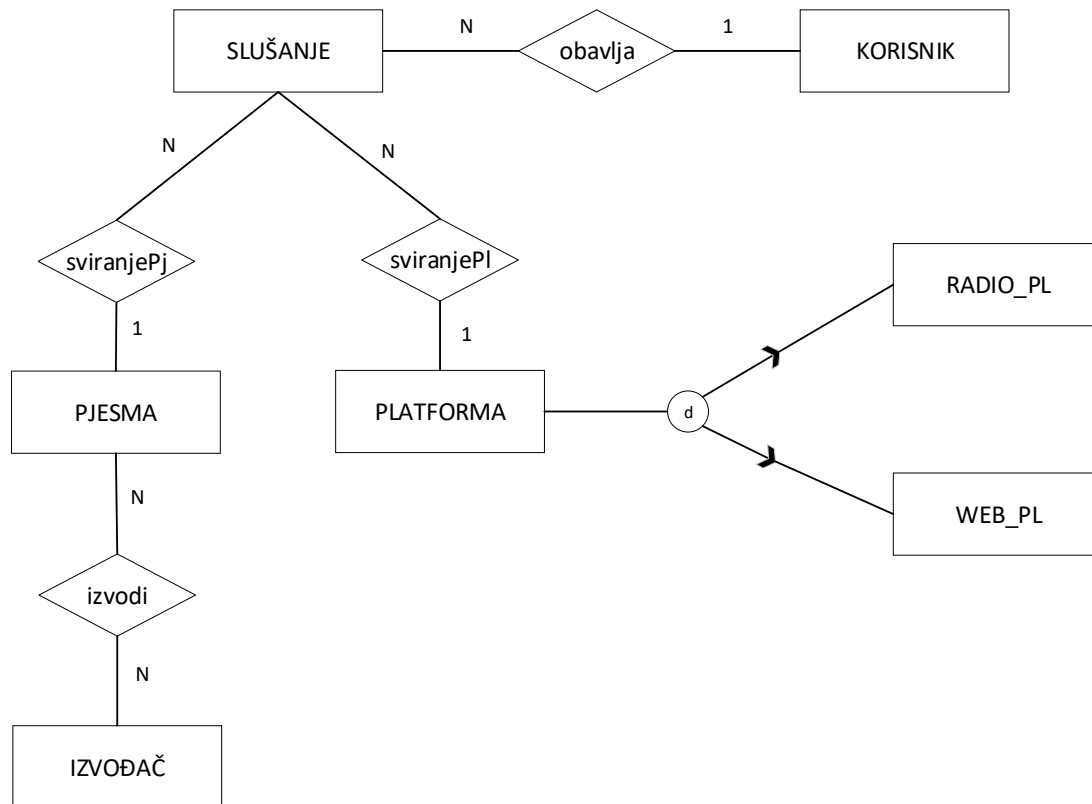 SLUŠANJE
N
obavlja
1
KORISNIK
N
N
sviranjePj
sviranjePl
RADIO_PL
1
1
PJESMA
PLATFORMA
d
N
WEB_PL
izvodi
N
IZVOĐAČ